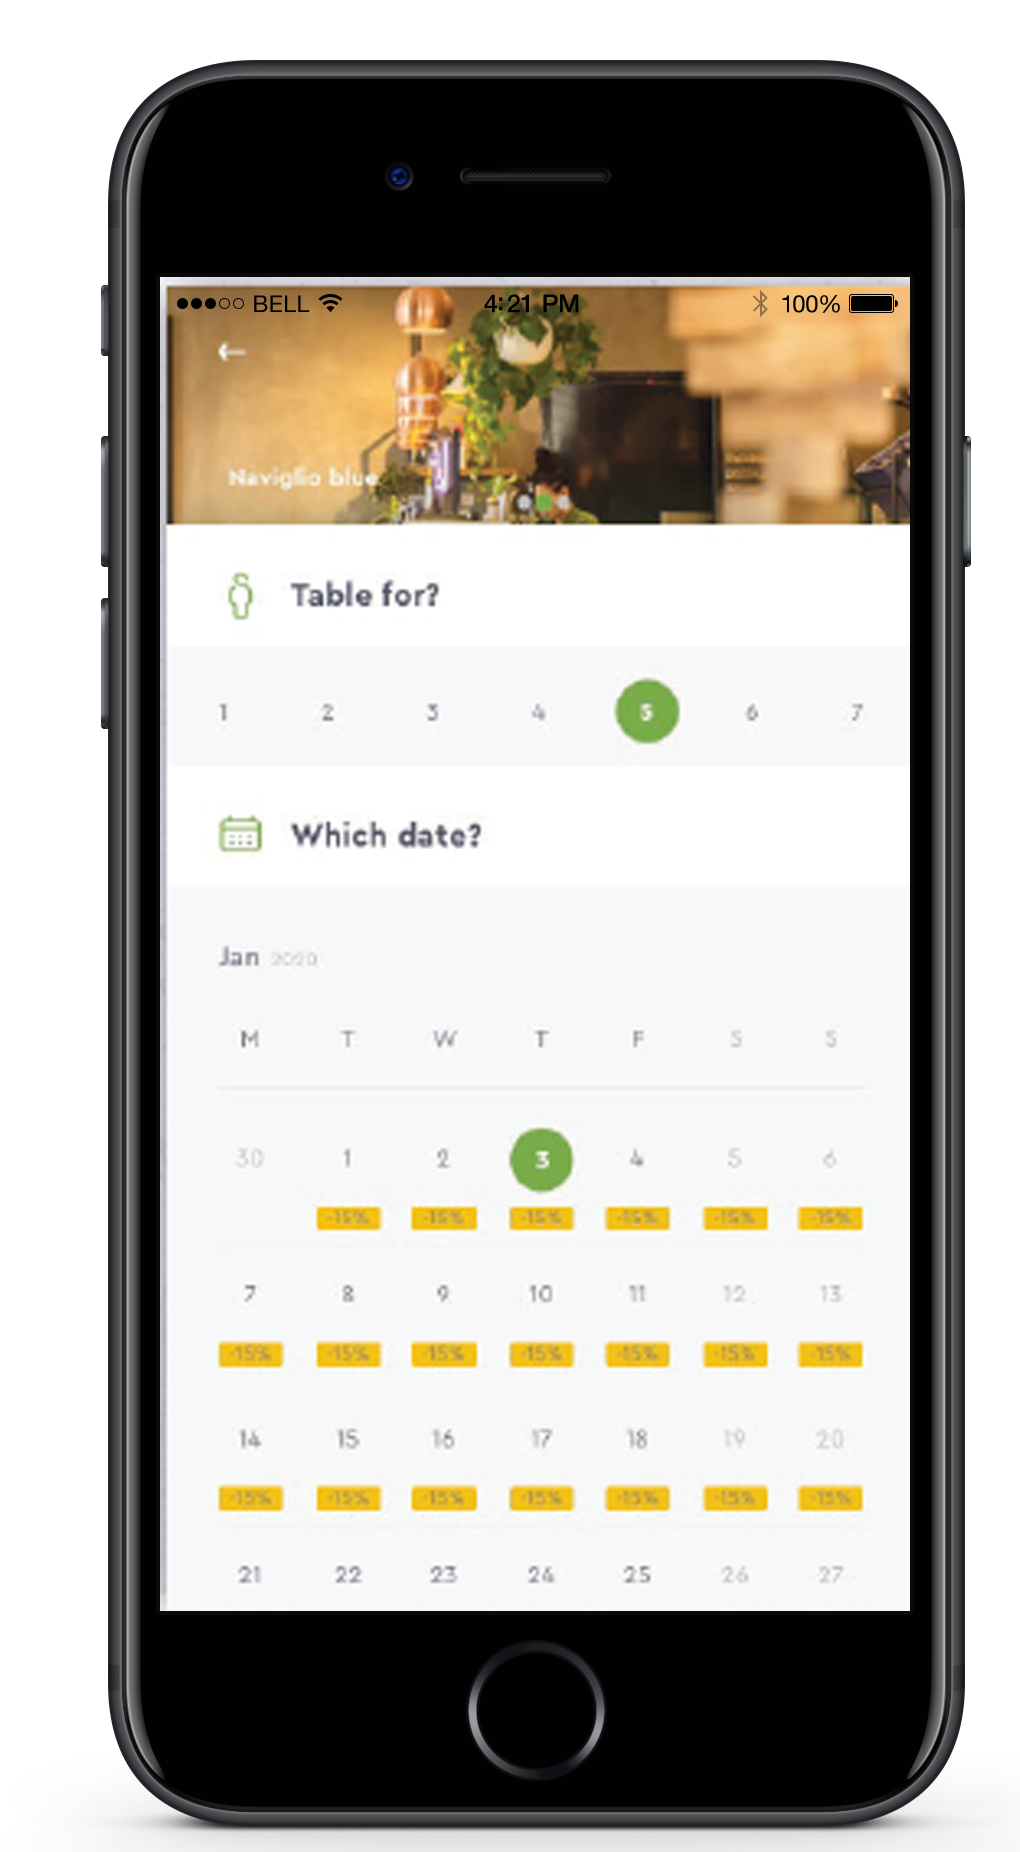 BELL 4:21 PM 100%
Naviglio blue
Table for?
1 2 3 4 5 6 7
Which date?
Jan 2020
M T W T F S S
30 1 2 3 4 5 6
-15% -15% -15% -15% -15% -15%
7 8 9 10 11 12 13
-15% -15% -15% -15% -15% -15% -15%
14 15 16 17 18 19 20
-15% -15% -15% -15% -15% -15% -15%
21 22 23 24 25 26 27